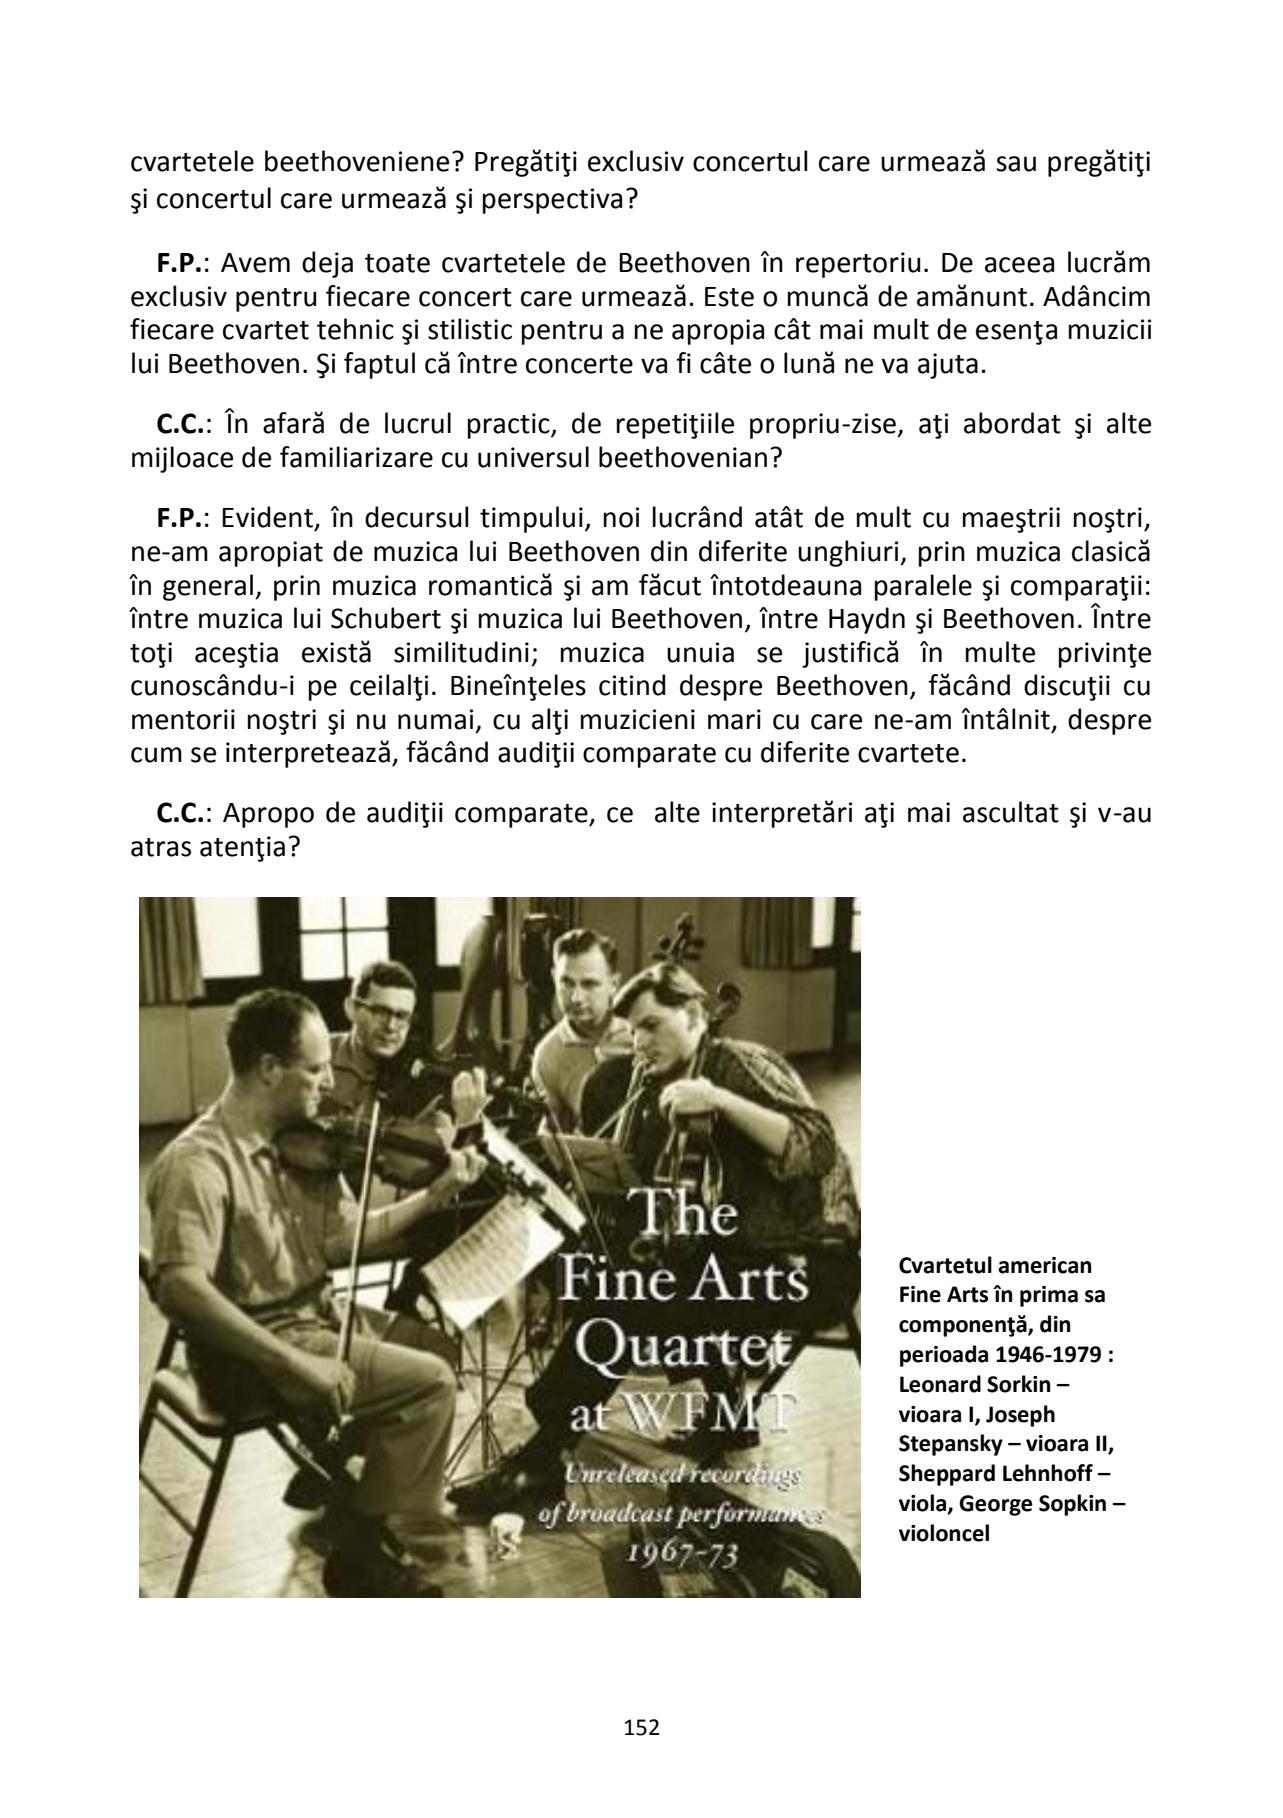 cvartetele beethoveniene? Pregătiţi exclusiv concertul care urmează sau pregătiţi
şi concertul care urmează şi perspectiva?
F.P.: Avem deja toate cvartetele de Beethoven în repertoriu. De aceea lucrăm
exclusiv pentru fiecare concert care urmează. Este o muncă de amănunt. Adâncim
fiecare cvartet tehnic şi stilistic pentru a ne apropia cât mai mult de esenţa muzicii
lui Beethoven. Şi faptul că între concerte va fi câte o lună ne va ajuta.
C.C.: În afară de lucrul practic, de repetiţiile propriu-zise, aţi abordat şi alte
mijloace de familiarizare cu universul beethovenian?
F.P.: Evident, în decursul timpului, noi lucrând atât de mult cu maeştrii noştri,
ne-am apropiat de muzica lui Beethoven din diferite unghiuri, prin muzica clasică
în general, prin muzica romantică şi am făcut întotdeauna paralele şi comparaţii:
între muzica lui Schubert şi muzica lui Beethoven, între Haydn şi Beethoven. Între
toţi aceştia există similitudini; muzica unuia se justifică în multe privinţe
cunoscându-i pe ceilalţi. Bineînţeles citind despre Beethoven, făcând discuţii cu
mentorii noştri şi nu numai, cu alţi muzicieni mari cu care ne-am întâlnit, despre
cum se interpretează, făcând audiţii comparate cu diferite cvartete.
C.C.: Apropo de audiţii comparate, ce alte interpretări aţi mai ascultat şi v-au
atras atenţia?
The
Fine Arts
Quartet
at WFMT
Unreleased recordings
of broadcast performances
1967-73
Cvartetul american
Fine Arts în prima sa
componenţă, din
perioada 1946-1979 :
Leonard Sorkin –
vioara I, Joseph
Stepansky – vioara II,
Sheppard Lehnhoff –
viola, George Sopkin –
violoncel
152